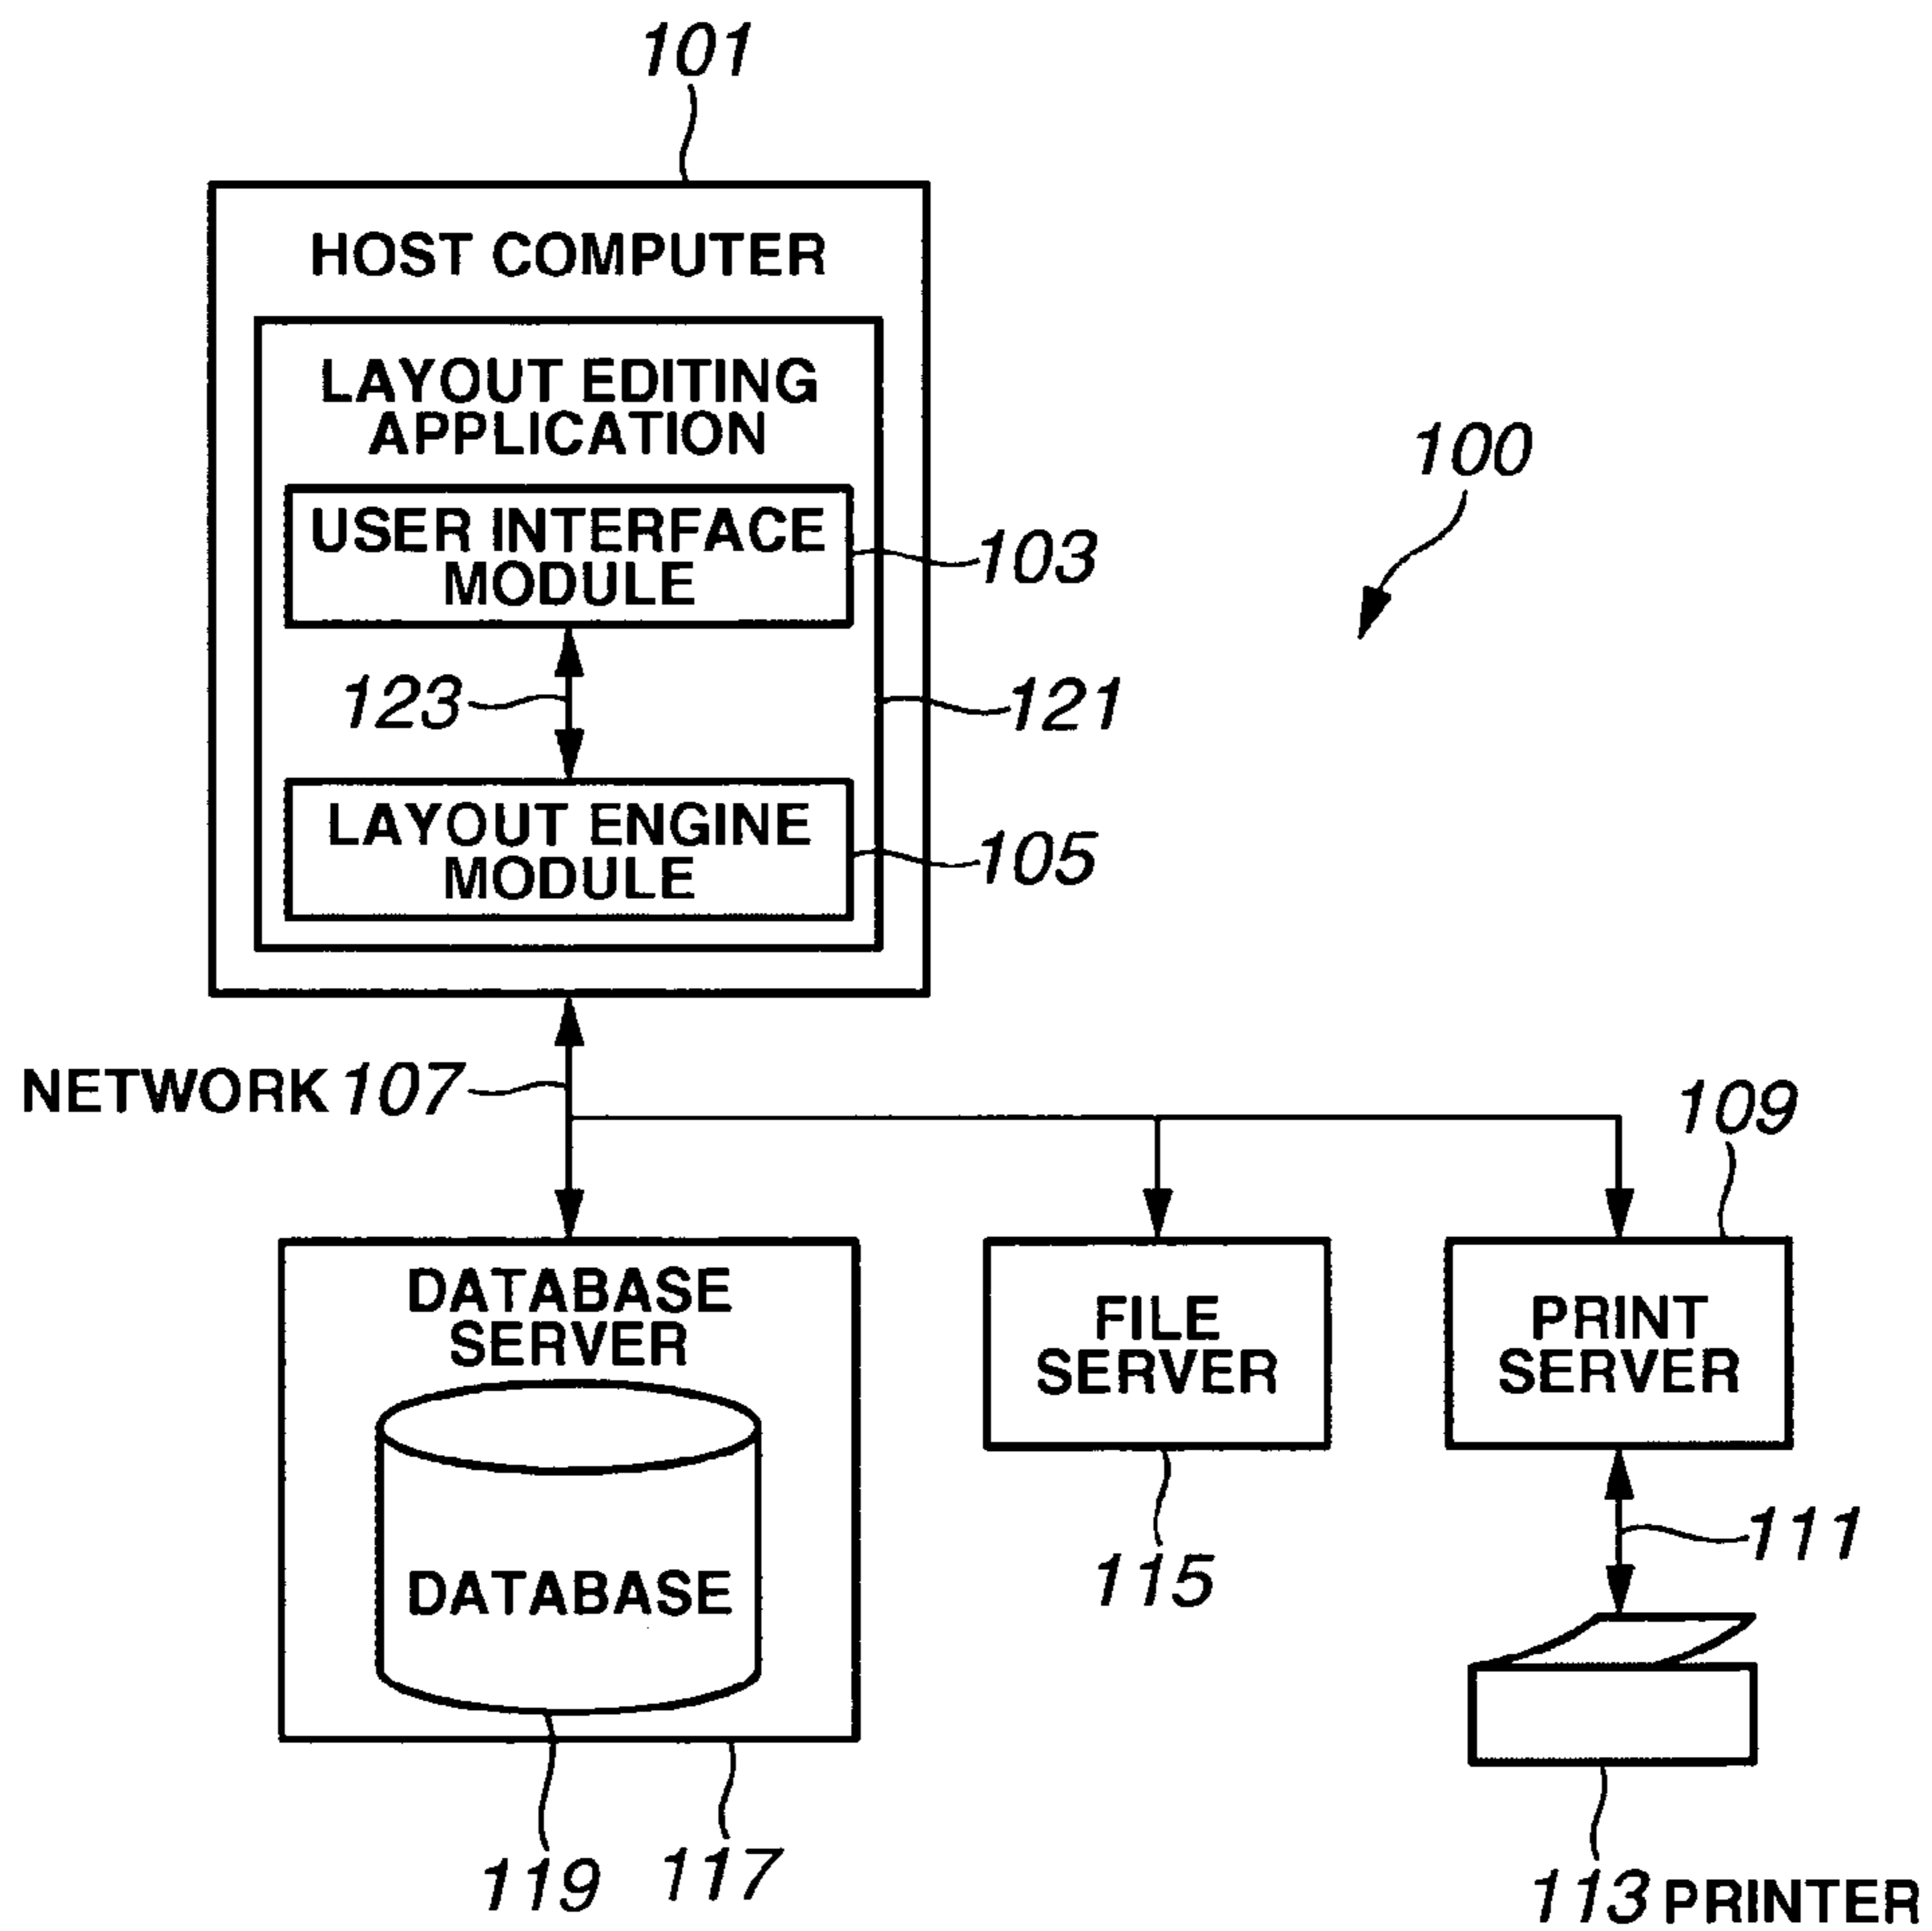 101
HOST COMPUTER
LAYOUT EDITING
APPLICATION
100
USER INTERFACE
MODULE
103
123
121
LAYOUT ENGINE
MODULE
105
NETWORK 107
109
DATABASE
SERVER
FILE
SERVER
PRINT
SERVER
111
115
DATABASE
119
117
113 PRINTER